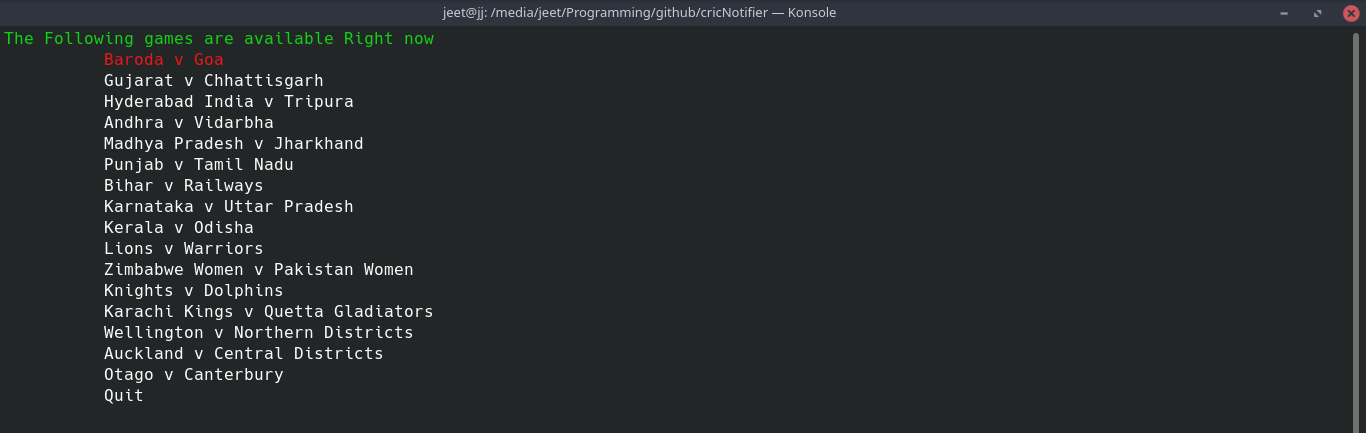 jeet@jj: /media/jeet/Programming/github/cricNotifier — Konsole
The Following games are available Right now
Baroda v Goa
Gujarat v Chhattisgarh
Hyderabad India v Tripura
Andhra v Vidarbha
Madhya Pradesh v Jharkhand
Punjab v Tamil Nadu
Bihar v Railways
Karnataka v Uttar Pradesh
Kerala v Odisha
Lions v Warriors
Zimbabwe Women v Pakistan Women
Knights v Dolphins
Karachi Kings v Quetta Gladiators
Wellington v Northern Districts
Auckland v Central Districts
Otago v Canterbury
Quit